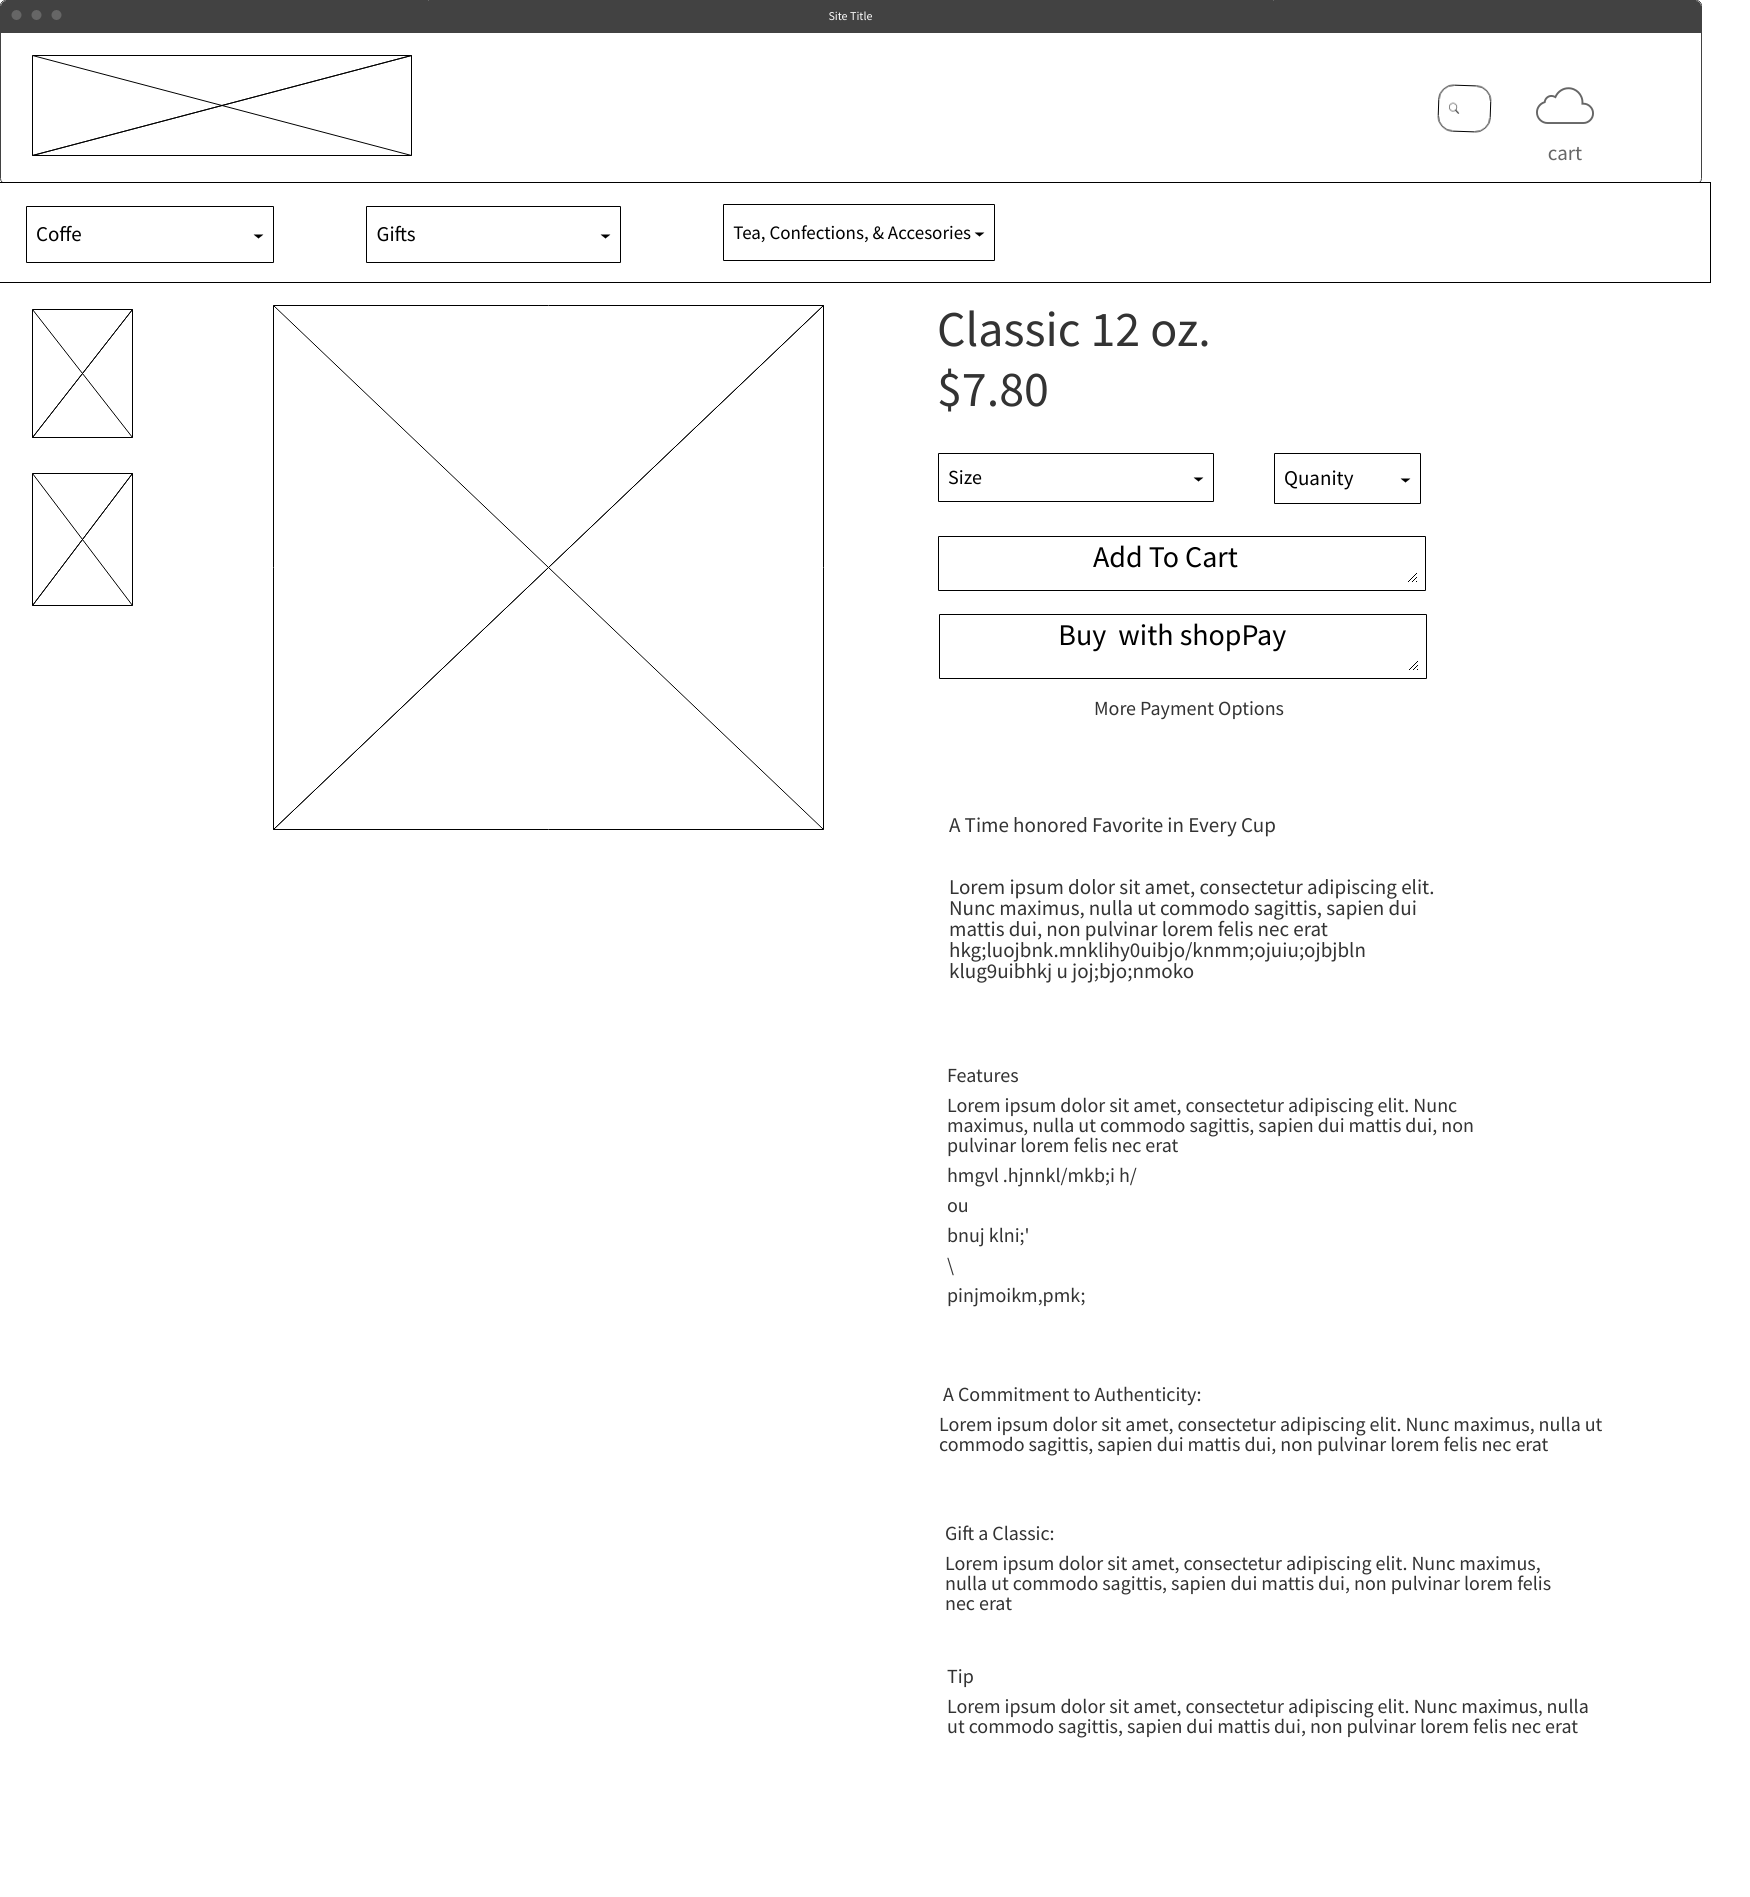 Site Title
cart
Coffe
Gifts
Tea, Confections, & Accesories
Classic 12 oz.
$7.80
Size
Quanity
Add To Cart
Buy  with shopPay
More Payment Options
A Time honored Favorite in Every Cup
Lorem ipsum dolor sit amet, consectetur adipiscing elit.
Nunc maximus, nulla ut commodo sagittis, sapien dui
mattis dui, non pulvinar lorem felis nec erat
hkg;luojbnk.mnklihy0uibjo/knmm;ojuiu;ojbjbln
klug9uibhkj u joj;bjo;nmoko
Features
Lorem ipsum dolor sit amet, consectetur adipiscing elit. Nunc
maximus, nulla ut commodo sagittis, sapien dui mattis dui, non
pulvinar lorem felis nec erat
hmgvl .hjnnkl/mkb;i h/
ou
bnuj klni;'
\
pinjmoikm,pmk;
A Commitment to Authenticity:
Lorem ipsum dolor sit amet, consectetur adipiscing elit. Nunc maximus, nulla ut
commodo sagittis, sapien dui mattis dui, non pulvinar lorem felis nec erat
Gift a Classic:
Lorem ipsum dolor sit amet, consectetur adipiscing elit. Nunc maximus,
nulla ut commodo sagittis, sapien dui mattis dui, non pulvinar lorem felis
nec erat
Tip
Lorem ipsum dolor sit amet, consectetur adipiscing elit. Nunc maximus, nulla
ut commodo sagittis, sapien dui mattis dui, non pulvinar lorem felis nec erat